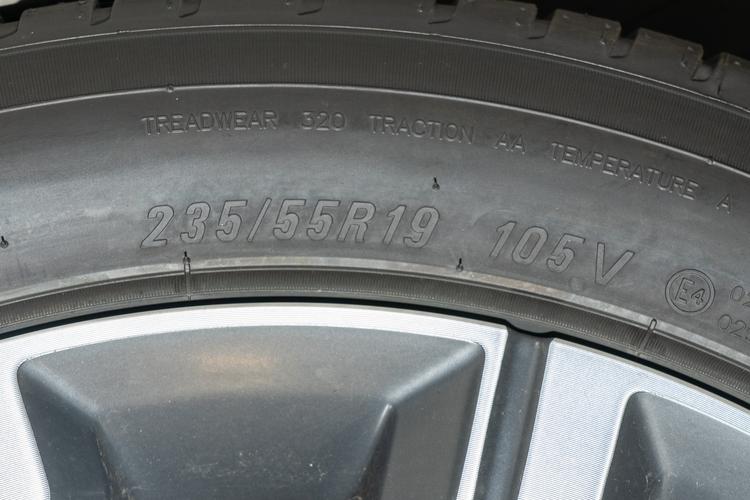 TREADWEAR 320 TRACTION AA TEMPERATURE A
235/55R19 105V
E4